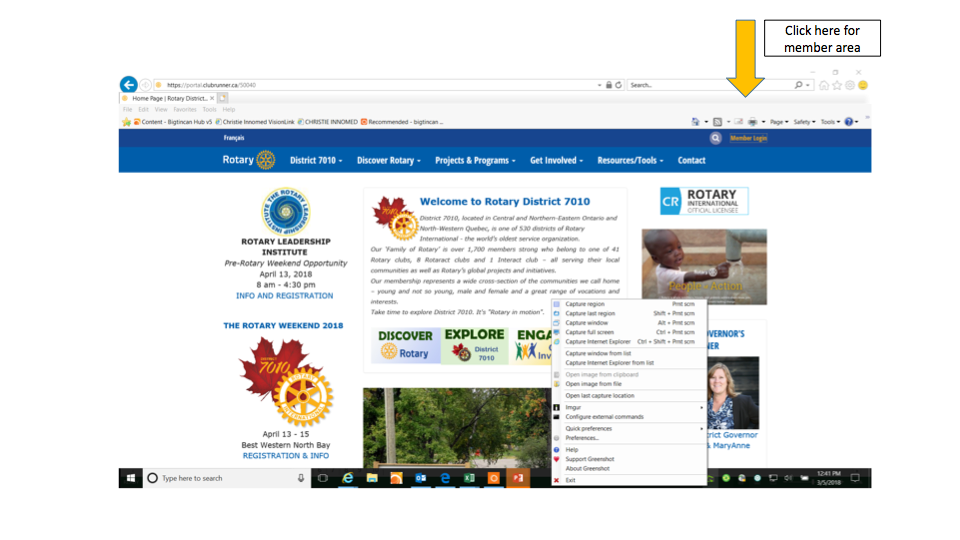 Click here for
member area
https://portal.clubrunner.ca/50040
Search...
Home Page | Rotary District...
File Edit View Favorites Tools Help
Content - Bigtincan Hub v5 Christie Innomed VisionLink CHRISTIE INNOMED Recommended - bigtincan ...
Page Safety Tools
Français
Member Login
Rotary District 7010 Discover Rotary Projects & Programs Get Involved Resources/Tools Contact
THE ROTARY LEADERSHIP INSTITUTE
ROTARY LEADERSHIP
INSTITUTE
Pre-Rotary Weekend Opportunity
April 13, 2018
8 am - 4:30 pm
INFO AND REGISTRATION
THE ROTARY WEEKEND 2018
DISTRICT
7010
ROTARY
INTERNATIONAL
April 13 - 15
Best Western North Bay
REGISTRATION & INFO
7010
Welcome to Rotary District 7010
District 7010, located in Central and Northern-Eastern Ontario and
North-Western Quebec, is one of 530 districts of Rotary
International - the world's oldest service organization.
Our 'Family of Rotary' is over 1,700 members strong who belong to one of 41
Rotary clubs, 8 Rotaract clubs and 1 Interact club – all serving their local
communities as well as Rotary's global projects and initiatives.
Our membership represents a wide cross-section of the communities we call home
– young and not so young, male and female and a great range of vocations and
interests.
Take time to explore District 7010. It's "Rotary in motion".
DISCOVER
Rotary
EXPLORE
District
7010
ENG
Inv
CR
ROTARY
INTERNATIONAL
OFFICIAL LICENSEE
Rotary
People of Action
VERNOR'S
NER
rict Governor
& MaryAnne
Capture region Prnt scrn
Capture last region Shift + Prnt scrn
Capture window Alt + Prnt scrn
Capture full screen Ctrl + Prnt scrn
Capture Internet Explorer Ctrl + Shift + Prnt scrn
Capture window from list
Capture Internet Explorer from list
Open image from clipboard
Open image from file
Open last capture location
Imgur
Configure external commands
Quick preferences
Preferences...
Help
Support Greenshot
About Greenshot
Exit
Type here to search
12:41 PM
3/5/2018